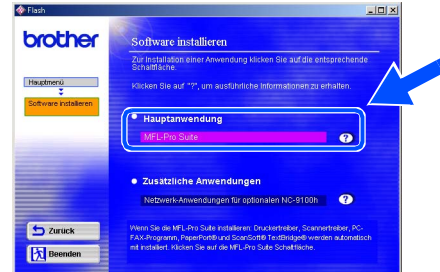 Flash
brother
Software installieren
Zur Installation einer Anwendung klicken Sie auf die entsprechende
Schaltfläche.
Klicken Sie auf "?", um ausführliche Informationen zu erhalten.
Hauptmenü
Software installieren
Hauptanwendung
MFL-Pro Suite
?
Zusätzliche Anwendungen
Netzwerk-Anwendungen für optionalen NC-9100h
?
Zurück
Beenden
Wenn Sie die MFL-Pro Suite installieren: Druckertreiber, Scannertreiber, PC-
FAX-Programm, PaperPort® und ScanSoft® TextBridge® werden automatisch
mit installiert. Klicken Sie auf die MFL-Pro Suite Schaltfläche.